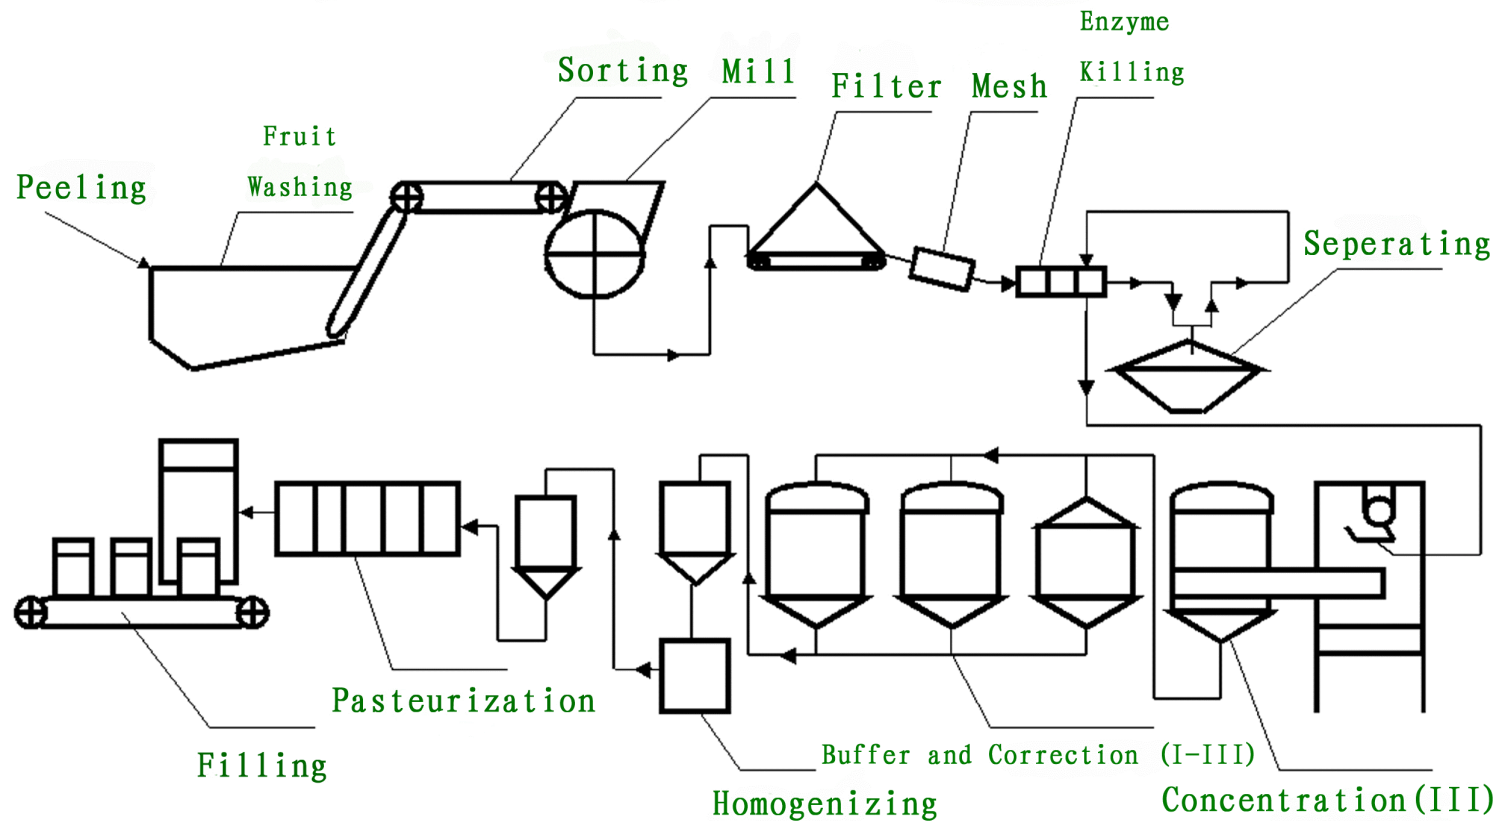 Enzyme
Killing
Sorting
Mill
Filter
Mesh
Fruit
Washing
Peeling
Seperating
Pasteurization
Filling
Buffer and Correction (I-III)
Homogenizing
Concentration(III)